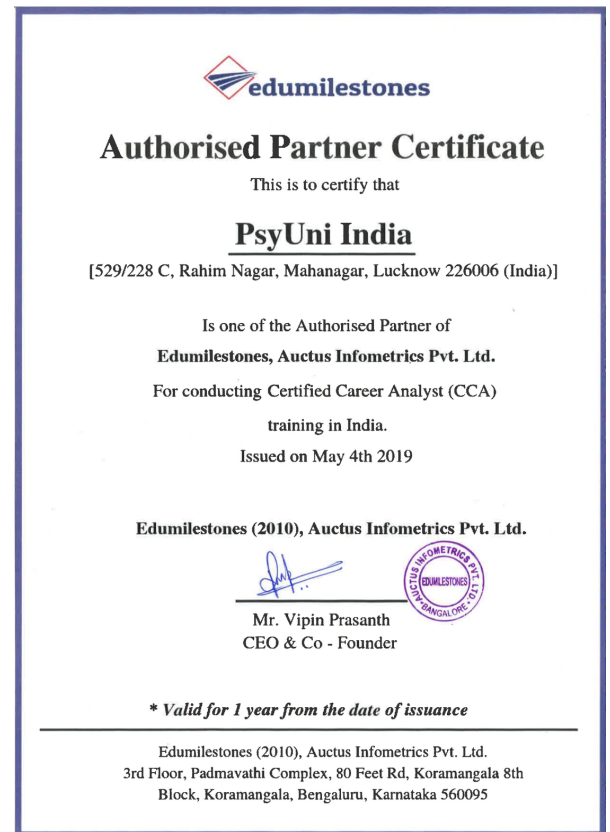 edumilestones
Authorised Partner Certificate
This is to certify that
PsyUni India
[529/228 C, Rahim Nagar, Mahanagar, Lucknow 226006 (India)]
Is one of the Authorised Partner of
Edumilestones, Auctus Infometrics Pvt. Ltd.
For conducting Certified Career Analyst (CCA)
training in India.
Issued on May 4th 2019
Edumilestones (2010), Auctus Infometrics Pvt. Ltd.
AUCTUS INFOMETRICS PVT. LTD.
EDUMILESTONES
BANGALORE
Mr. Vipin Prasanth
CEO & Co - Founder
* Valid for 1 year from the date of issuance
Edumilestones (2010), Auctus Infometrics Pvt. Ltd.
3rd Floor, Padmavathi Complex, 80 Feet Rd, Koramangala 8th
Block, Koramangala, Bengaluru, Karnataka 560095